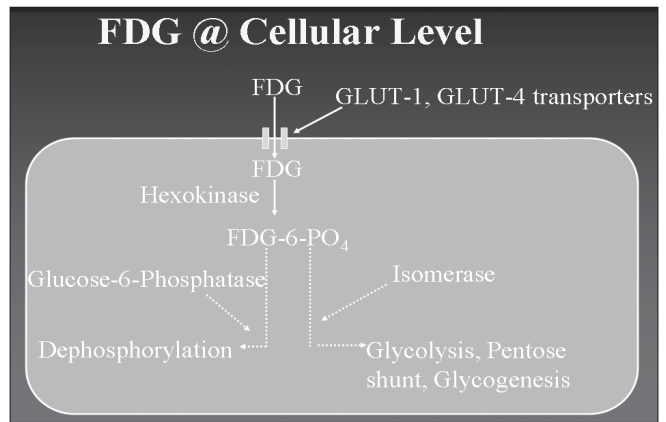 FDG @ Cellular Level
FDG
GLUT-1, GLUT-4 transporters
FDG
Hexokinase
FDG-6-PO₄
Glucose-6-Phosphatase
Isomerase
Dephosphorylation
Glycolysis, Pentose
shunt, Glycogenesis